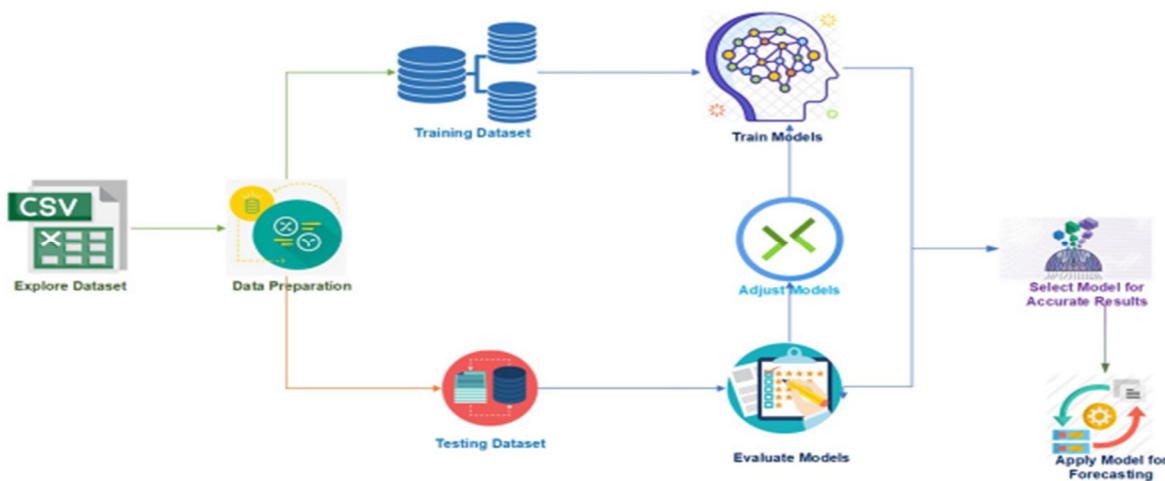 Training Dataset
Train Models
CSV
Explore Dataset
Data Preparation
Adjust Models
Select Model for
Accurate Results
Testing Dataset
Evaluate Models
Apply Model for
Forecasting